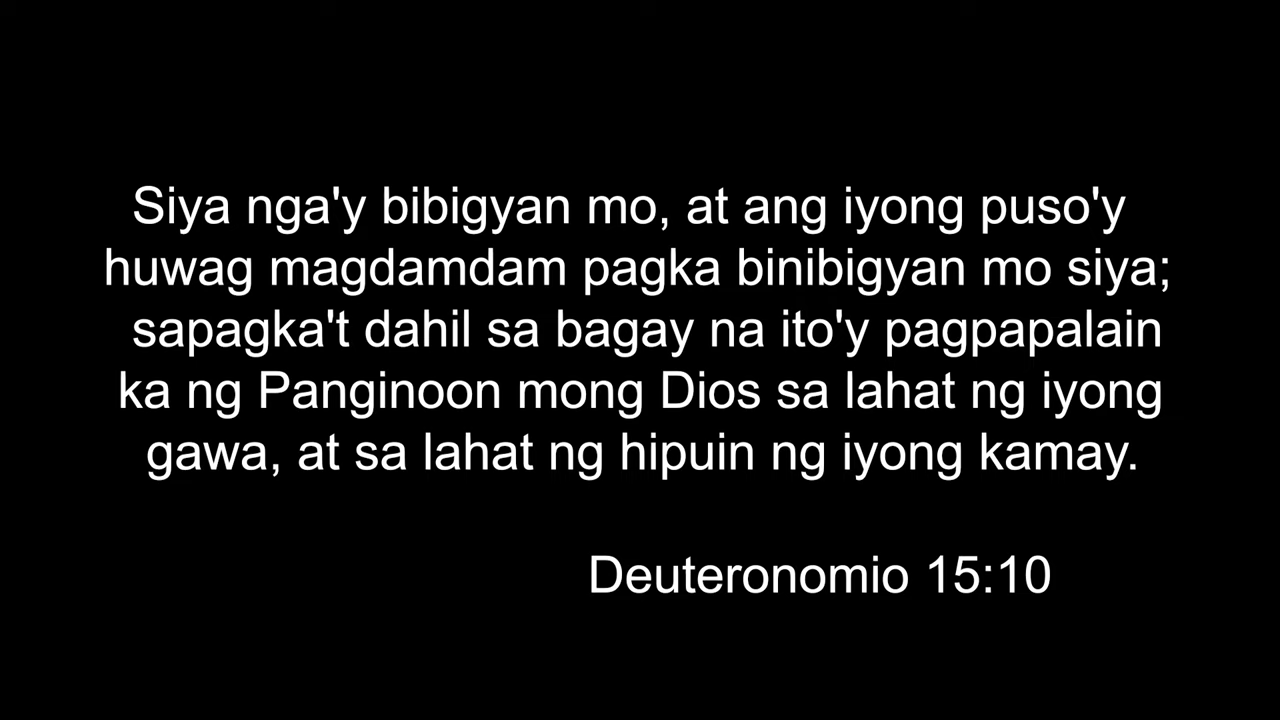 Siya nga'y bibigyan mo, at ang iyong puso'y
huwag magdamdam pagka binibigyan mo siya;
sapagka't dahil sa bagay na ito'y pagpapalain
ka ng Panginoon mong Dios sa lahat ng iyong
gawa, at sa lahat ng hipuin ng iyong kamay.
Deuteronomio 15:10